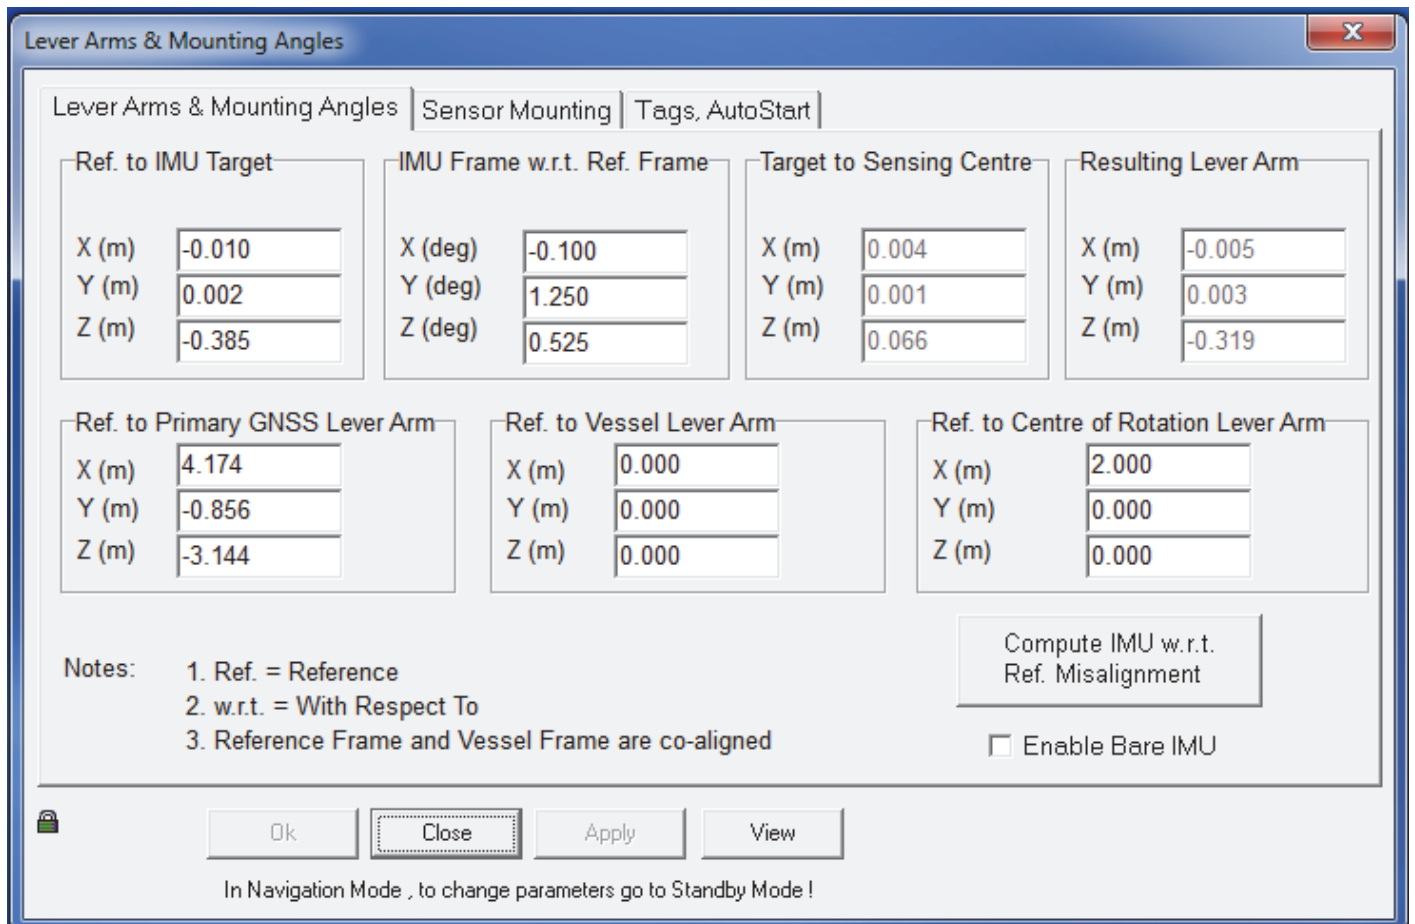 Lever Arms & Mounting Angles
Lever Arms & Mounting Angles Sensor Mounting Tags, AutoStart
Ref. to IMU Target
X (m) -0.010
Y (m) 0.002
Z (m) -0.385
IMU Frame w.r.t. Ref. Frame
X (deg) -0.100
Y (deg) 1.250
Z (deg) 0.525
Target to Sensing Centre
X (m) 0.004
Y (m) 0.001
Z (m) 0.066
Resulting Lever Arm
X (m) -0.005
Y (m) 0.003
Z (m) -0.319
Ref. to Primary GNSS Lever Arm
X (m) 4.174
Y (m) -0.856
Z (m) -3.144
Ref. to Vessel Lever Arm
X (m) 0.000
Y (m) 0.000
Z (m) 0.000
Ref. to Centre of Rotation Lever Arm
X (m) 2.000
Y (m) 0.000
Z (m) 0.000
Notes: 1. Ref. = Reference
2. w.r.t. = With Respect To
3. Reference Frame and Vessel Frame are co-aligned
Compute IMU w.r.t.
Ref. Misalignment
Enable Bare IMU
Ok Close Apply View
In Navigation Mode , to change parameters go to Standby Mode !